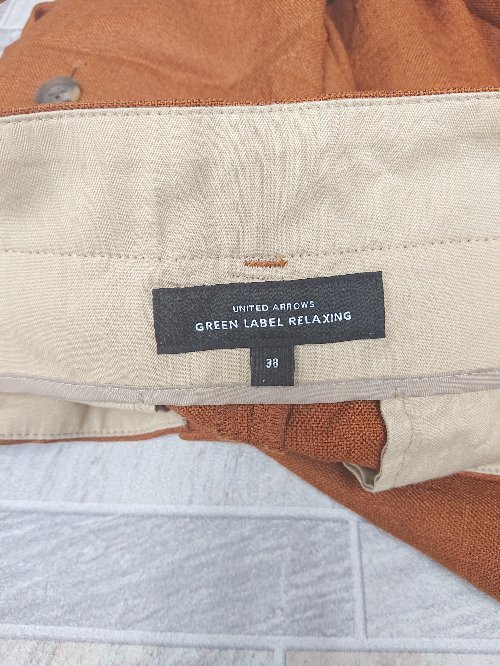 UNITED ARROWS
GREEN LABEL RELAXING
38